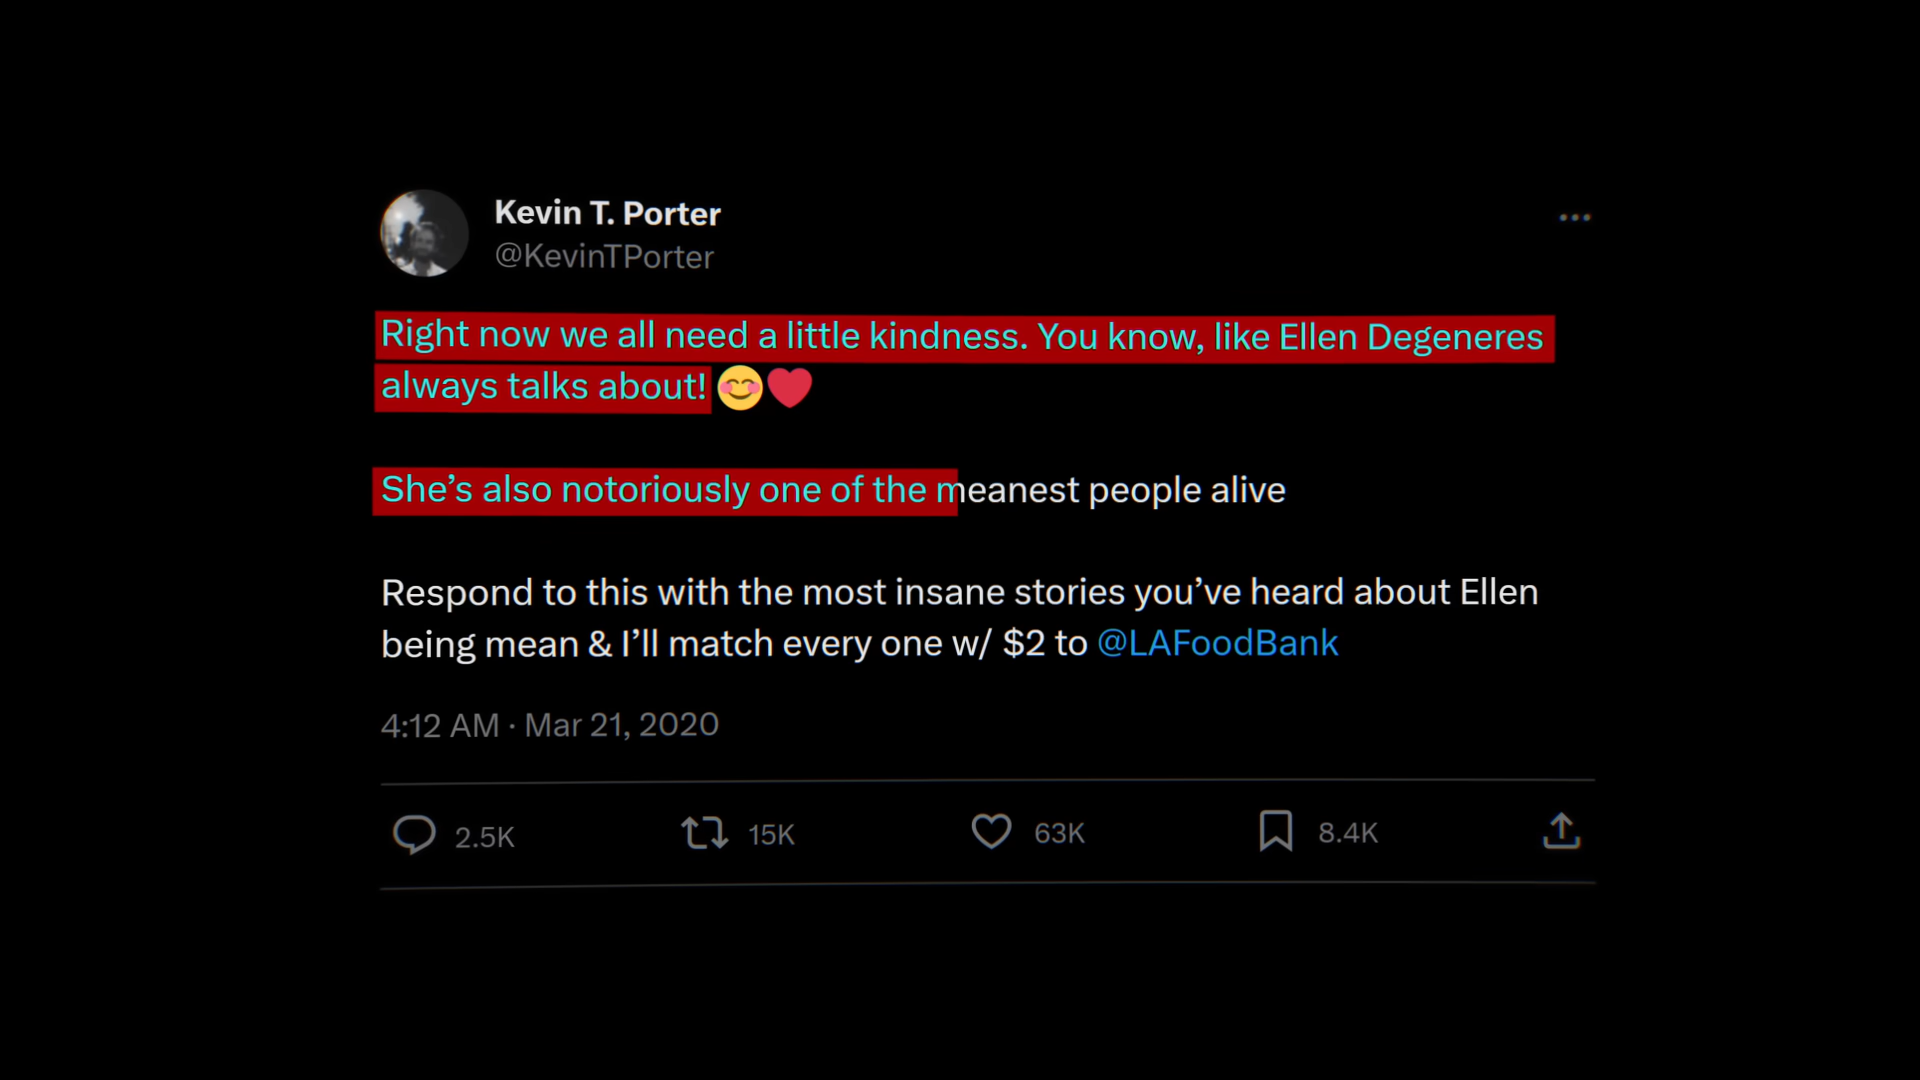 Kevin T. Porter
@KevinTPorter
Right now we all need a little kindness. You know, like Ellen Degeneres
always talks about! 😊❤️
She’s also notoriously one of the meanest people alive
Respond to this with the most insane stories you’ve heard about Ellen
being mean & I’ll match every one w/ $2 to @LAFoodBank
4:12 AM · Mar 21, 2020
2.5K 15K 63K 8.4K